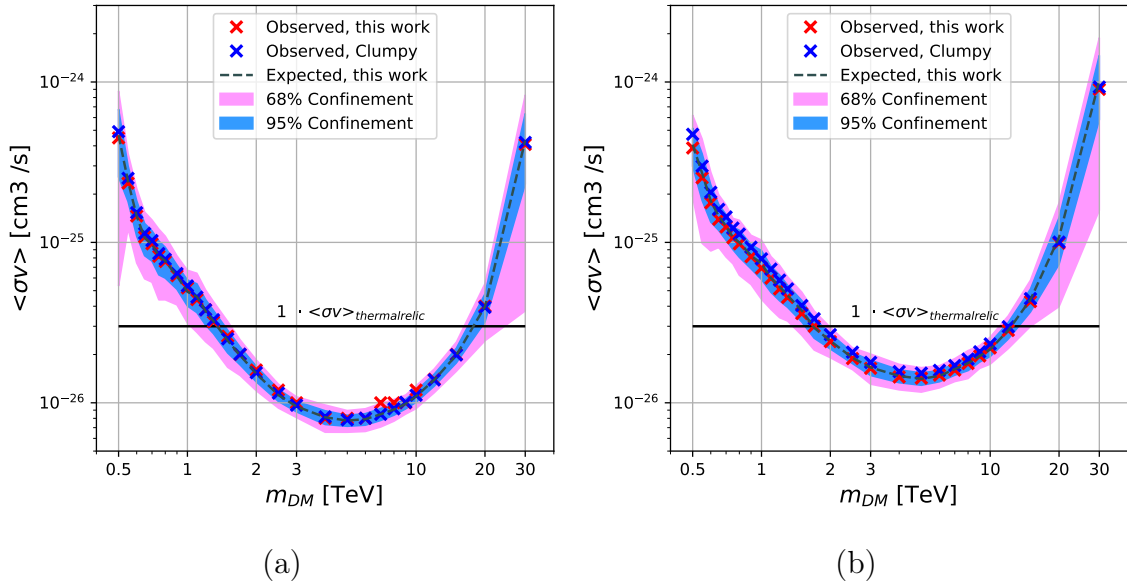 Observed, this work
Observed, Clumpy
Expected, this work
68% Confinement
95% Confinement
10⁻²⁴
10⁻²⁵
10⁻²⁶
<σv> [cm3 /s]
1 · <σv>thermalrelic
0.5 1 2 3 10 20 30
m_DM [TeV]
(a)
Observed, this work
Observed, Clumpy
Expected, this work
68% Confinement
95% Confinement
10⁻²⁴
10⁻²⁵
10⁻²⁶
<σv> [cm3 /s]
1 · <σv>thermalrelic
0.5 1 2 3 10 20 30
m_DM [TeV]
(b)